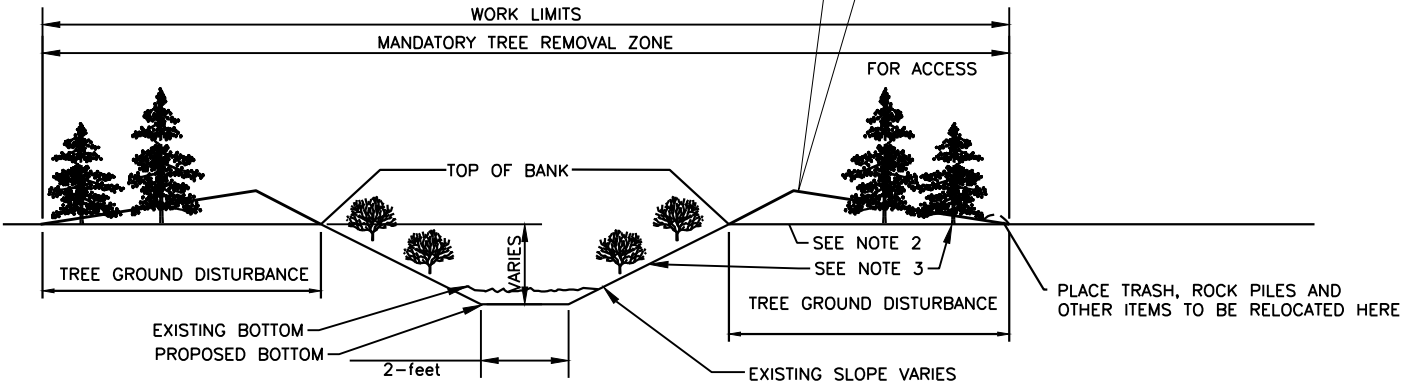 WORK LIMITS
MANDATORY TREE REMOVAL ZONE
FOR ACCESS
TOP OF BANK
VARIES
SEE NOTE 2
SEE NOTE 3
TREE GROUND DISTURBANCE
TREE GROUND DISTURBANCE
PLACE TRASH, ROCK PILES AND
OTHER ITEMS TO BE RELOCATED HERE
EXISTING BOTTOM
PROPOSED BOTTOM
2-feet
EXISTING SLOPE VARIES